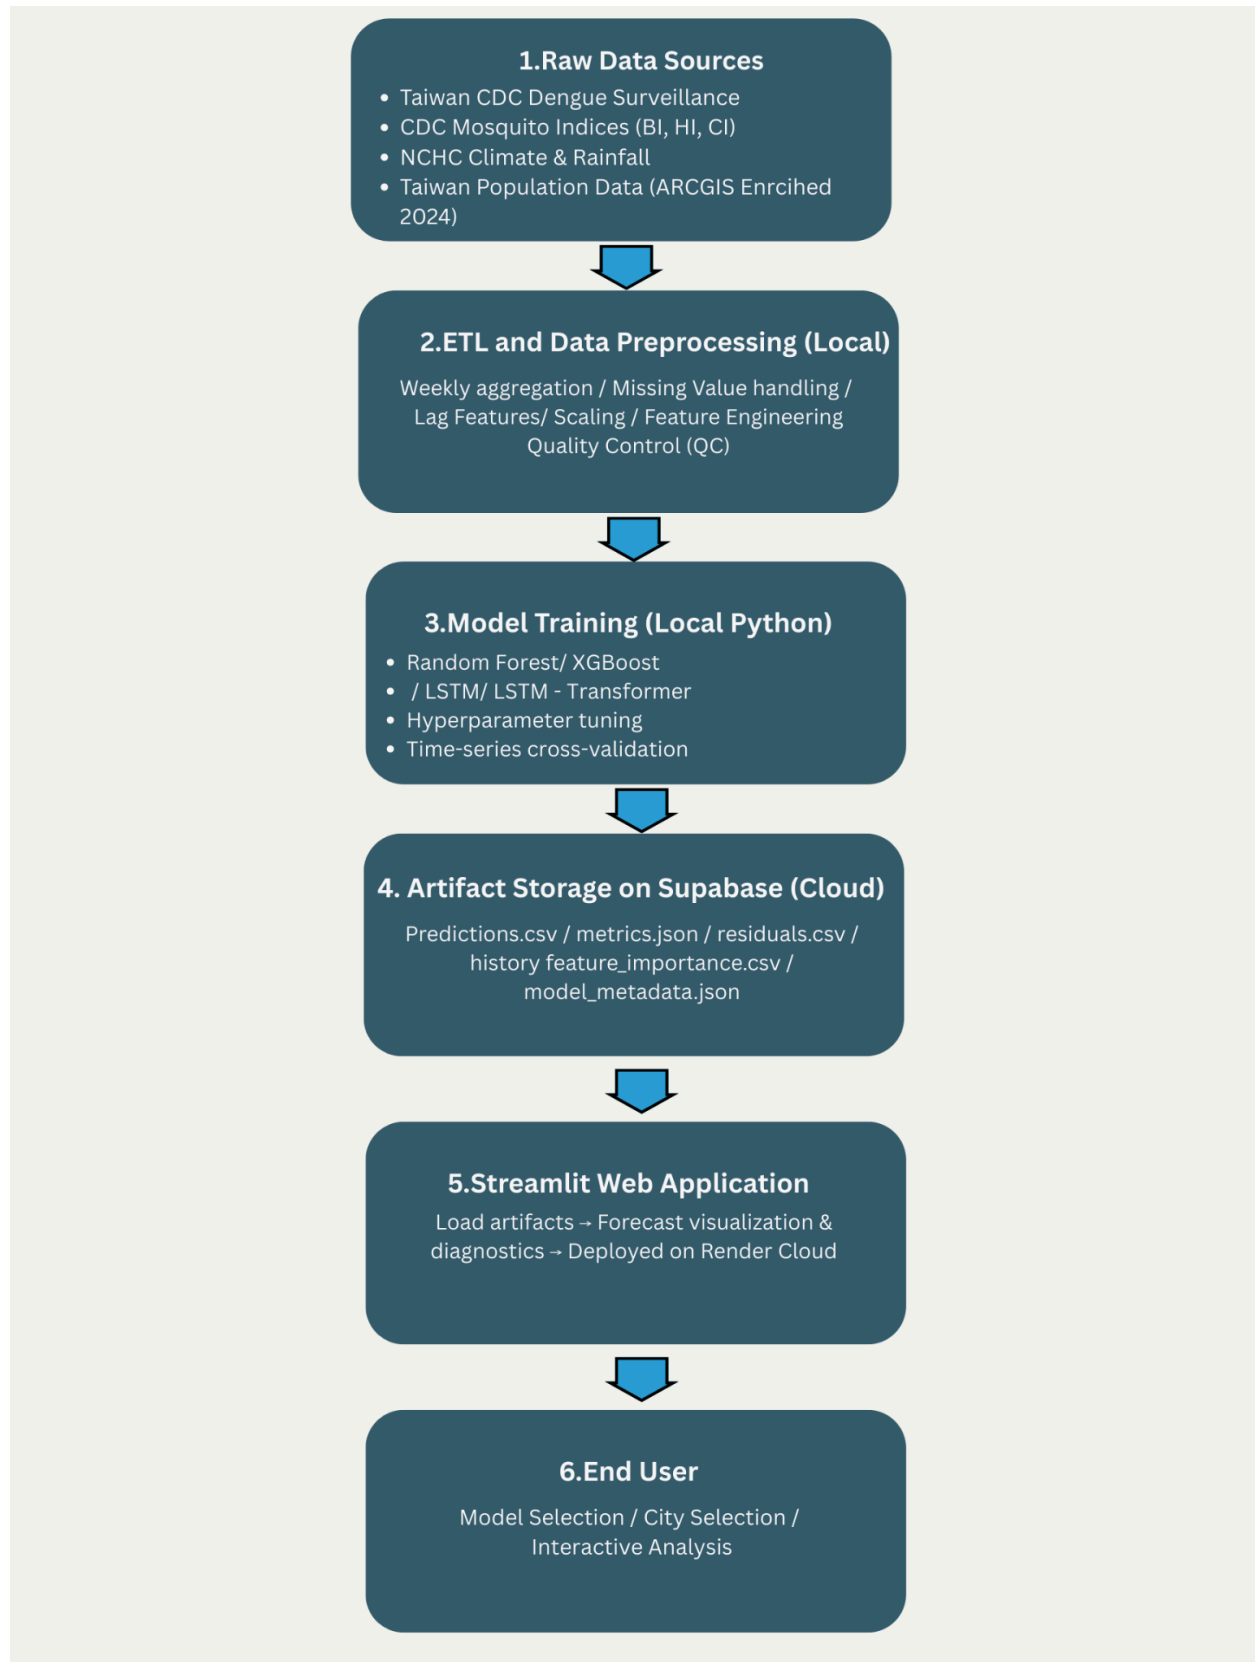 1.Raw Data Sources
• Taiwan CDC Dengue Surveillance
• CDC Mosquito Indices (BI, HI, CI)
• NCHC Climate & Rainfall
• Taiwan Population Data (ARCGIS Enrcihed
2024)
2.ETL and Data Preprocessing (Local)
Weekly aggregation / Missing Value handling /
Lag Features/ Scaling / Feature Engineering
Quality Control (QC)
3.Model Training (Local Python)
• Random Forest/ XGBoost
• / LSTM/ LSTM - Transformer
• Hyperparameter tuning
• Time-series cross-validation
4. Artifact Storage on Supabase (Cloud)
Predictions.csv / metrics.json / residuals.csv /
history feature_importance.csv /
model_metadata.json
5.Streamlit Web Application
Load artifacts → Forecast visualization &
diagnostics → Deployed on Render Cloud
6.End User
Model Selection / City Selection /
Interactive Analysis